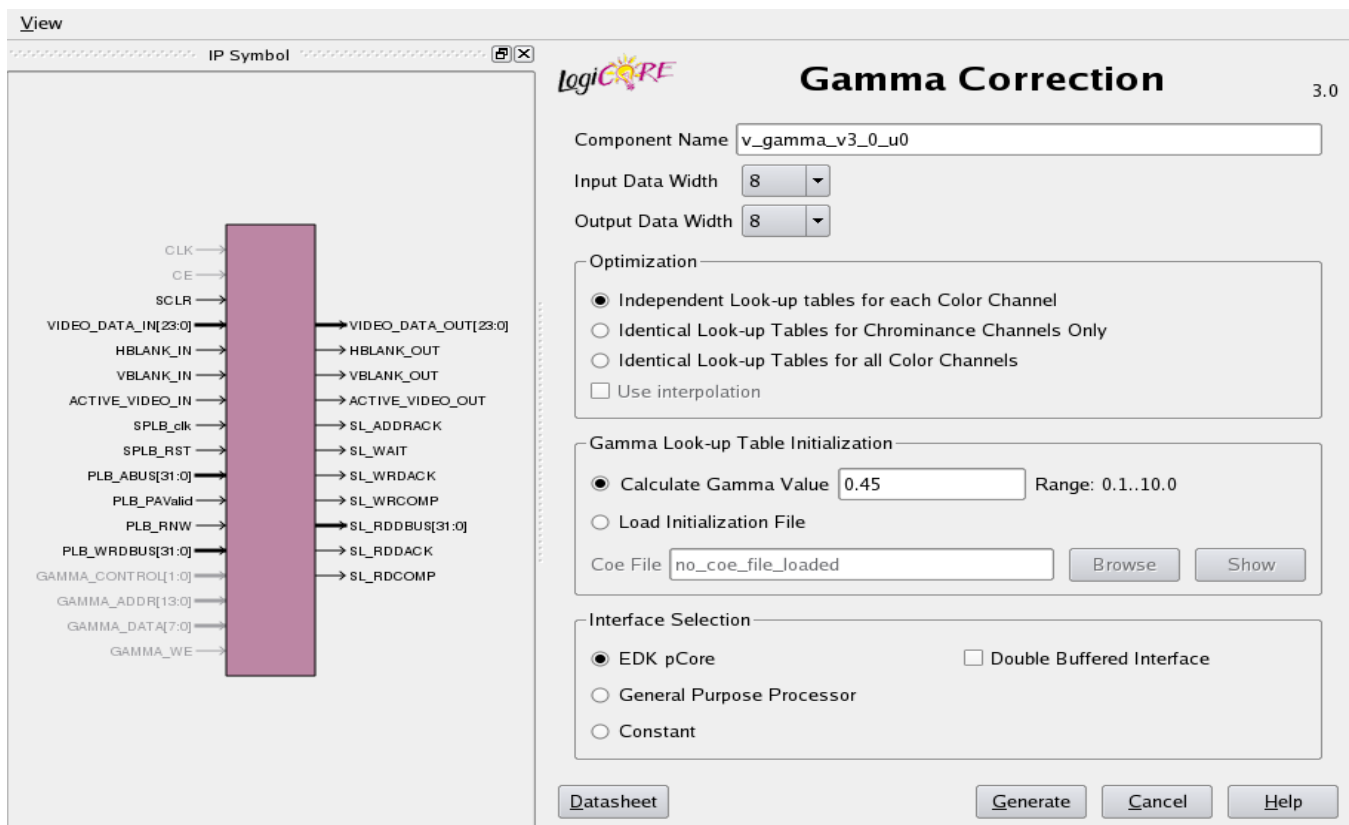 View
IP Symbol
LogiCORE
Gamma Correction
3.0
Component Name v_gamma_v3_0_u0
Input Data Width 8
Output Data Width 8
Optimization
Independent Look-up tables for each Color Channel
Identical Look-up Tables for Chrominance Channels Only
Identical Look-up Tables for all Color Channels
Use interpolation
Gamma Look-up Table Initialization
Calculate Gamma Value 0.45 Range: 0.1..10.0
Load Initialization File
Coe File no_coe_file_loaded Browse Show
Interface Selection
EDK pCore Double Buffered Interface
General Purpose Processor
Constant
Datasheet Generate Cancel Help
CLK
CE
SCLR
VIDEO_DATA_IN[23:0] VIDEO_DATA_OUT[23:0]
HBLANK_IN HBLANK_OUT
VBLANK_IN VBLANK_OUT
ACTIVE_VIDEO_IN ACTIVE_VIDEO_OUT
SPLB_clk SL_ADDRACK
SPLB_RST SL_WAIT
PLB_ABUS[31:0] SL_WRDACK
PLB_PAValid SL_WRCOMP
PLB_RNW SL_RDDBUS[31:0]
PLB_WRDBUS[31:0] SL_RDDACK
GAMMA_CONTROL[1:0] SL_RDCOMP
GAMMA_ADDR[13:0]
GAMMA_DATA[7:0]
GAMMA_WE